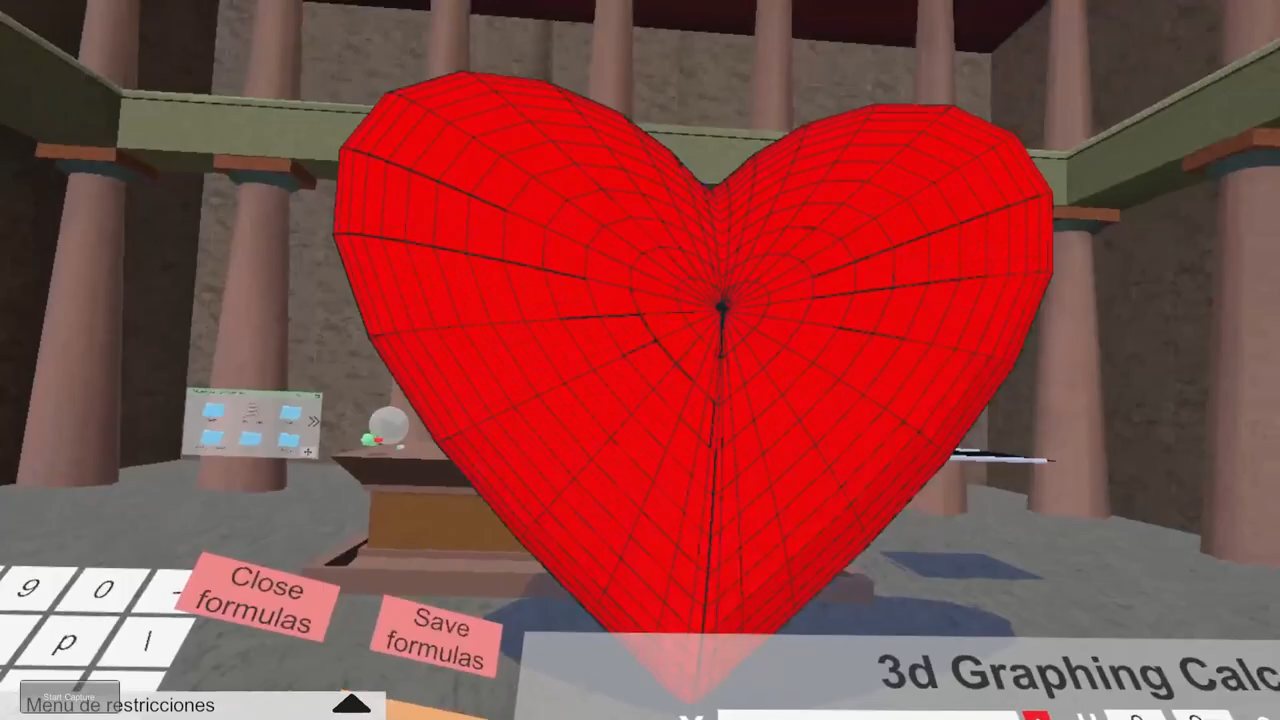 9 0 -
Close
formulas
Save
formulas
p l
3d Graphing Calc
Start Capture
Menu de restricciones